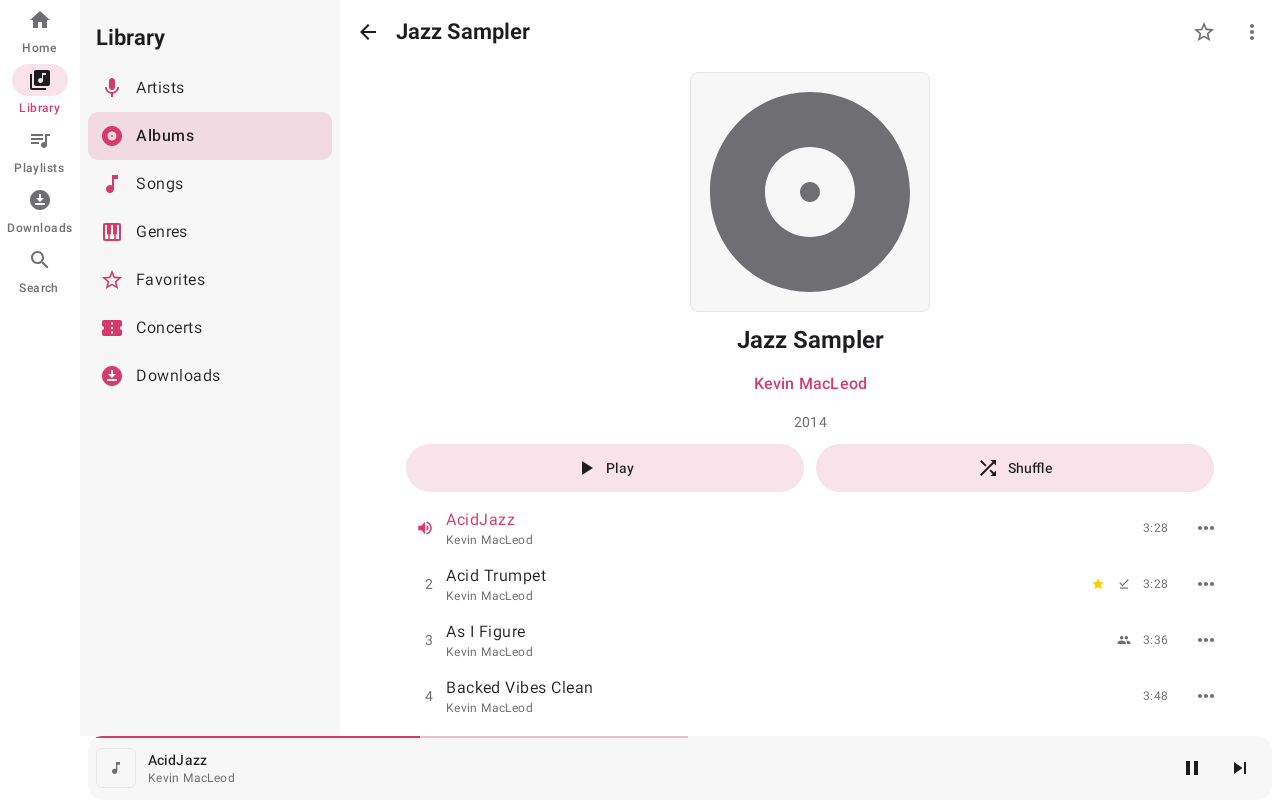 Home
Library
Playlists
Downloads
Search
Library
Artists
Albums
Songs
Genres
Favorites
Concerts
Downloads
Jazz Sampler
Jazz Sampler
Kevin MacLeod
2014
Play
Shuffle
AcidJazz
Kevin MacLeod
3:28
2
Acid Trumpet
Kevin MacLeod
3:28
3
As I Figure
Kevin MacLeod
3:36
4
Backed Vibes Clean
Kevin MacLeod
3:48
AcidJazz
Kevin MacLeod